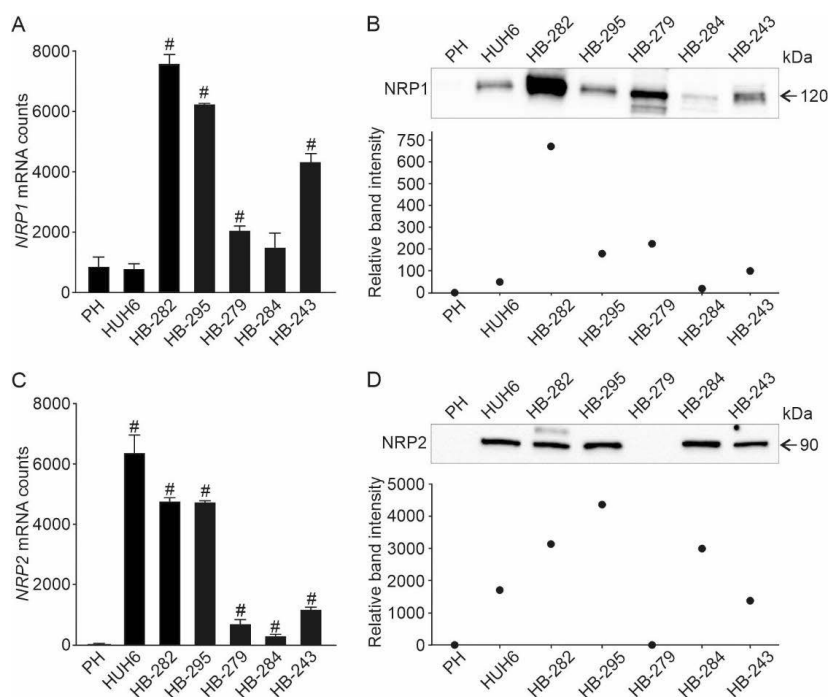 A
NRP1 mRNA counts
8000
6000
4000
2000
0
# # # #
PH HUH6 HB-282 HB-295 HB-279 HB-284 HB-243
B
PH HUH6 HB-282 HB-295 HB-279 HB-284 HB-243
kDa
NRP1
←120
Relative band intensity
750
600
500
400
300
200
100
0
PH HUH6 HB-282 HB-295 HB-279 HB-284 HB-243
C
NRP2 mRNA counts
8000
6000
4000
2000
0
# # # # # #
PH HUH6 HB-282 HB-295 HB-279 HB-284 HB-243
D
PH HUH6 HB-282 HB-295 HB-279 HB-284 HB-243
kDa
NRP2
←90
Relative band intensity
5000
4000
3000
2000
1000
0
PH HUH6 HB-282 HB-295 HB-279 HB-284 HB-243